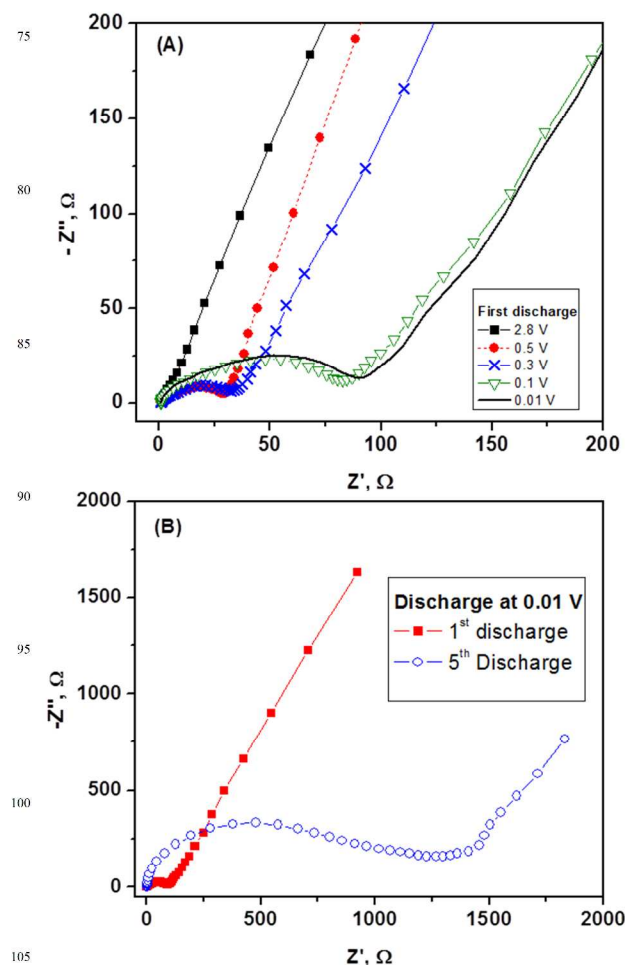 75
80
85
90
95
100
105
(A)
200
150
100
50
0
- Z'', Ω
First discharge
2.8 V
0.5 V
0.3 V
0.1 V
0.01 V
0
50
100
150
200
Z', Ω
(B)
2000
1500
1000
500
0
-Z'', Ω
Discharge at 0.01 V
1st discharge
5th Discharge
0
500
1000
1500
2000
Z', Ω